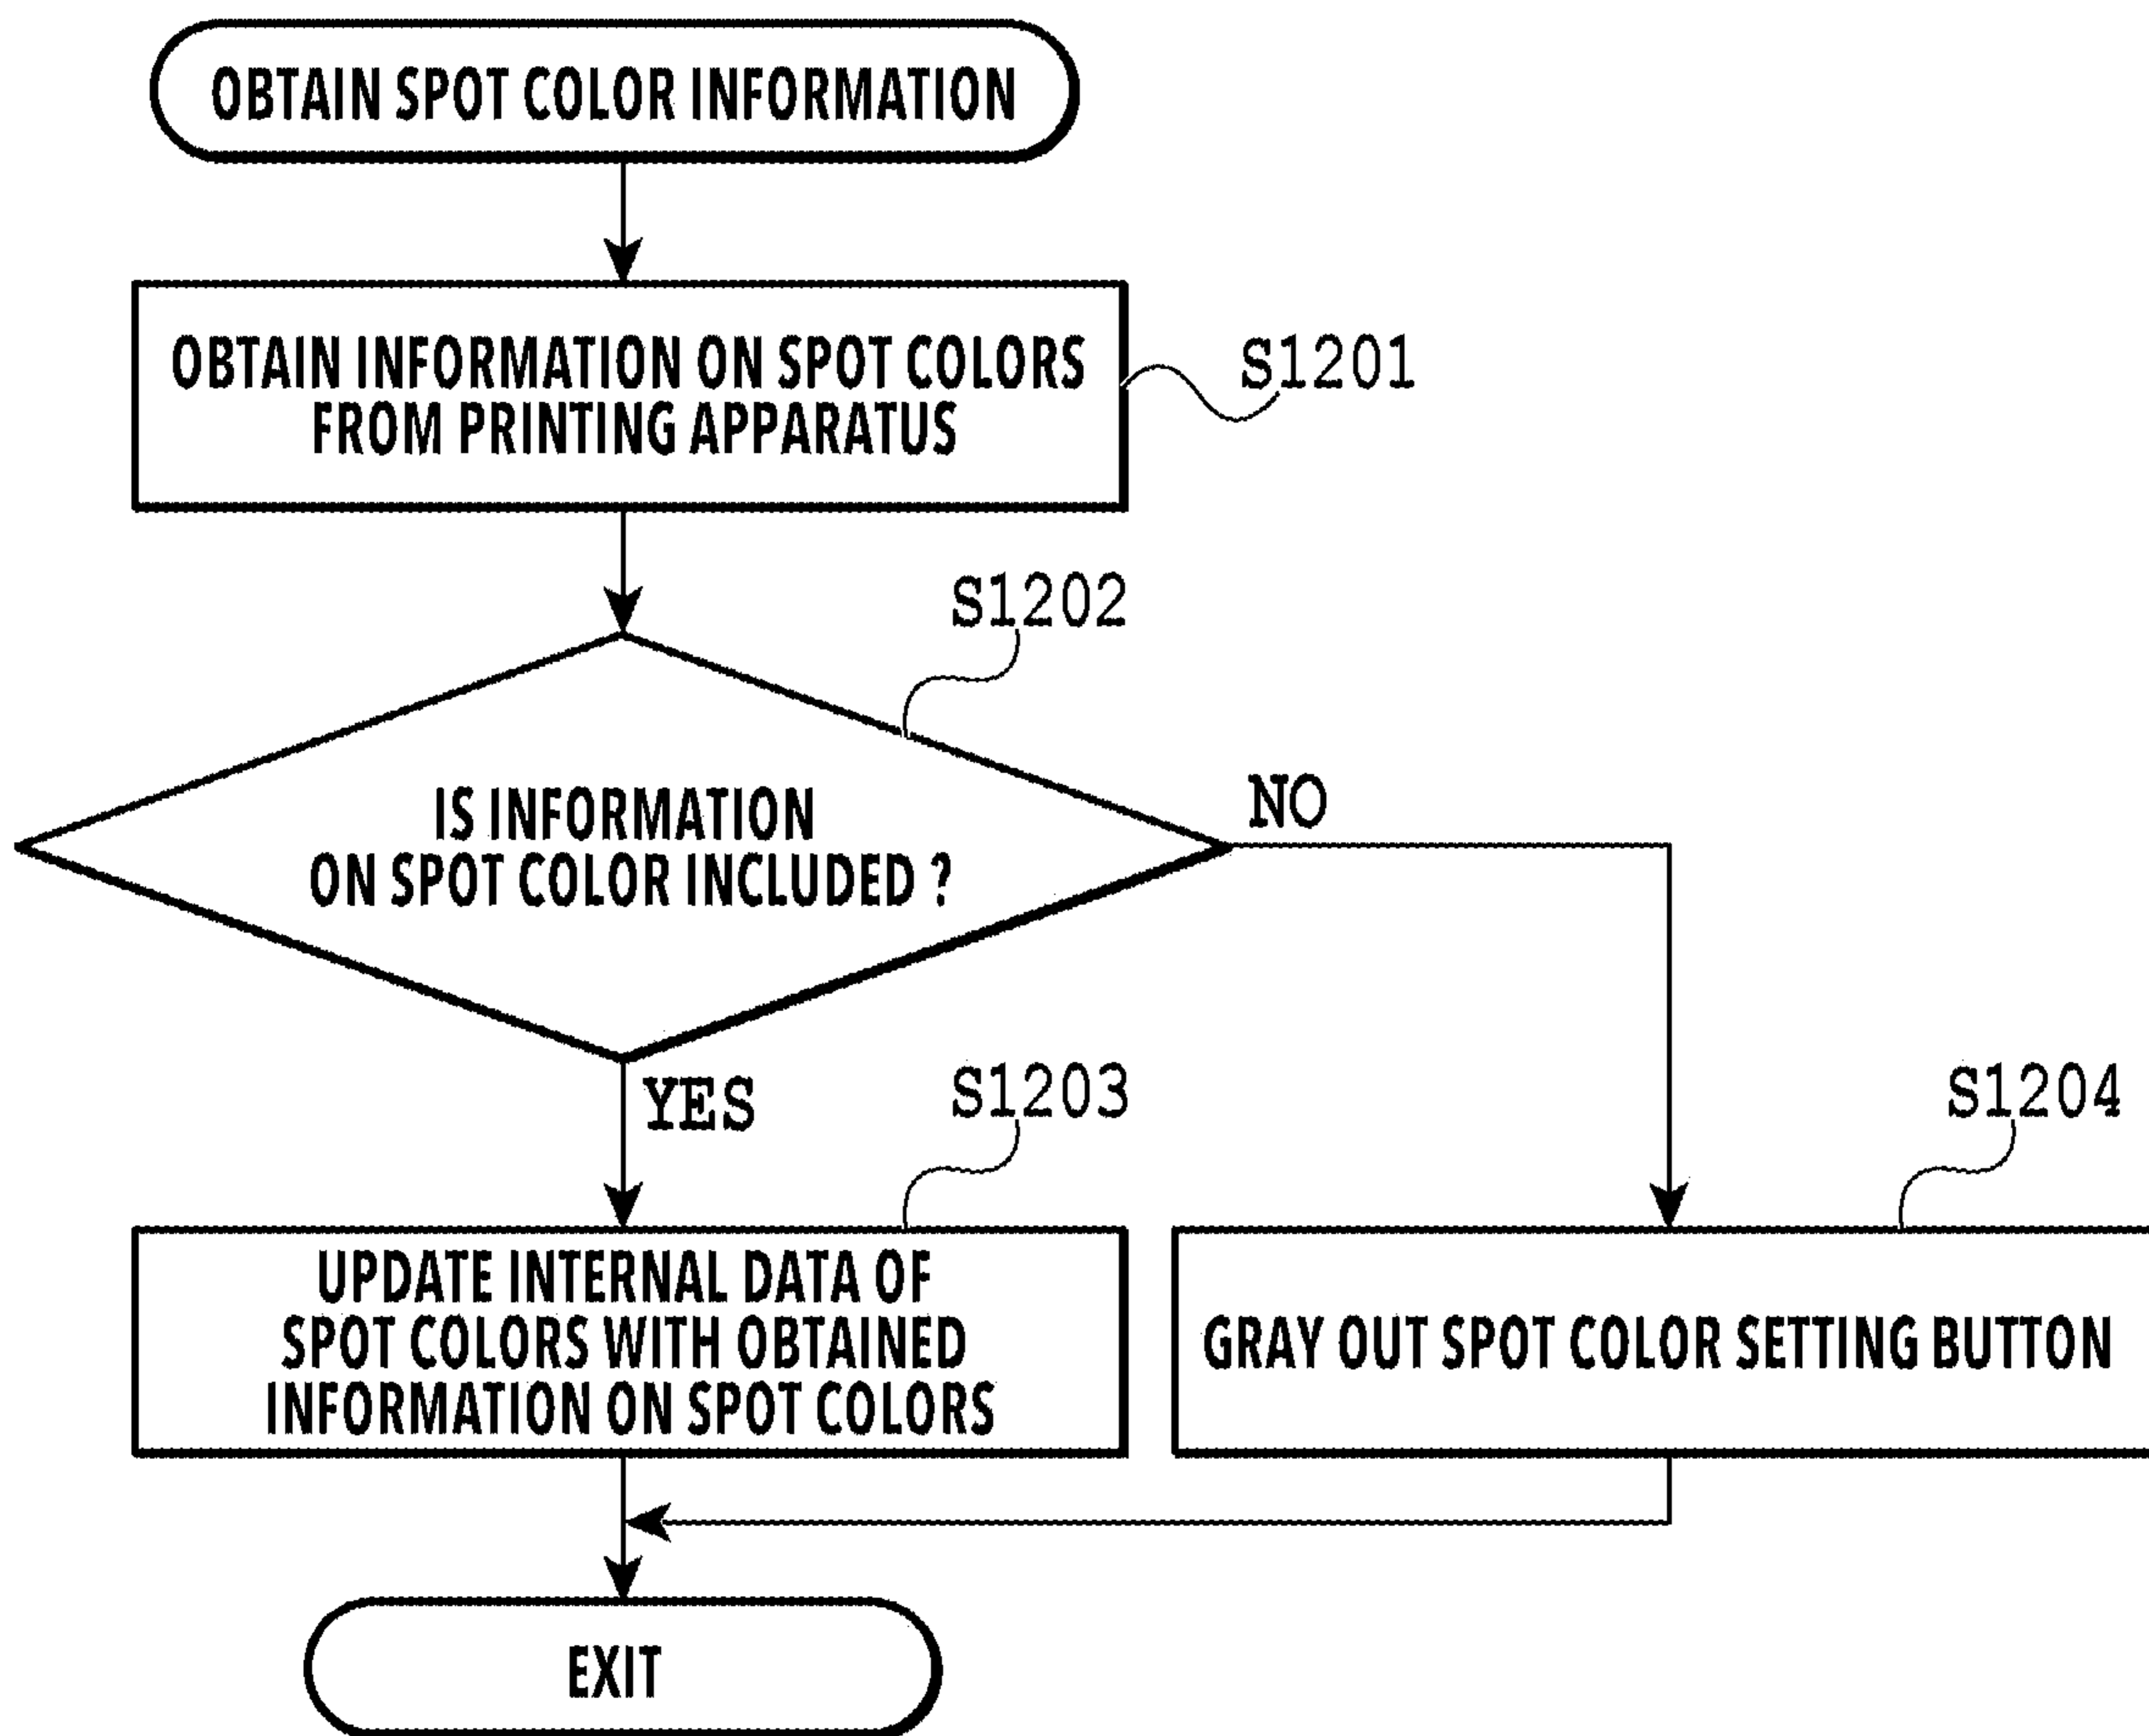 OBTAIN SPOT COLOR INFORMATION
OBTAIN INFORMATION ON SPOT COLORS
FROM PRINTING APPARATUS
S1201
S1202
IS INFORMATION
ON SPOT COLOR INCLUDED ?
NO
YES
S1203
S1204
UPDATE INTERNAL DATA OF
SPOT COLORS WITH OBTAINED
INFORMATION ON SPOT COLORS
GRAY OUT SPOT COLOR SETTING BUTTON
EXIT